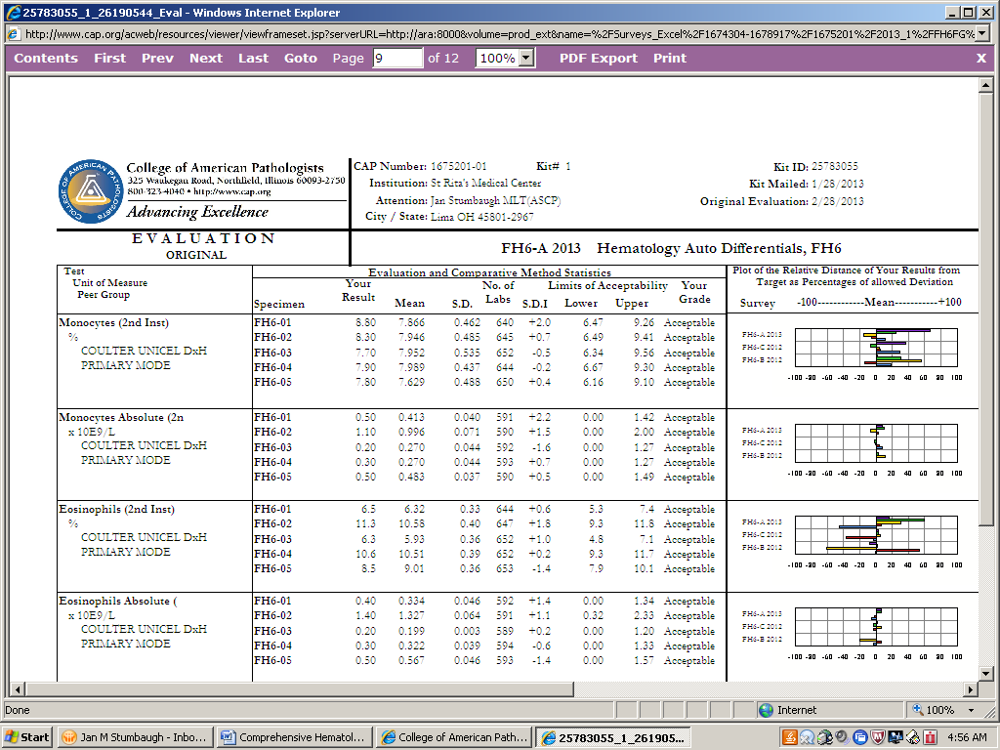 25783055_1_26190544_Eval - Windows Internet Explorer
http://www.cap.org/acweb/resources/viewer/viewframeset.jsp?serverURL=http://ara:8000&volume=prod_ext&name=%2FSurveys_Excel%2F1674304-1678917%2F1675201%2F2013_1%2FFH6FG%
Contents First Prev Next Last Goto Page 9 of 12 100% PDF Export Print X
COLLEGE OF AMERICAN PATHOLOGISTS
College of American Pathologists
325 Waukegan Road, Northfield, Illinois 60093-2750
800-323-4040 • http://www.cap.org
Advancing Excellence
CAP Number: 1675201-01 Kit# 1 Kit ID: 25783055
Institution: St Rita's Medical Center Kit Mailed: 1/28/2013
Attention: Jan Stumbaugh MLT(ASCP) Original Evaluation: 2/28/2013
City / State: Lima OH 45801-2967
EVALUATION
ORIGINAL
FH6-A 2013 Hematology Auto Differentials, FH6
Test
Unit of Measure
Peer Group
Evaluation and Comparative Method Statistics
Specimen Your Result Mean S.D. No. of Labs S.D.I Limits of Acceptability Lower Upper Your Grade
Plot of the Relative Distance of Your Results from
Target as Percentages of allowed Deviation
Survey -100------------Mean-----------+100
Monocytes (2nd Inst) FH6-01 8.80 7.866 0.462 640 +2.0 6.47 9.26 Acceptable
% FH6-02 8.30 7.946 0.485 645 +0.7 6.49 9.41 Acceptable
COULTER UNICEL DxH FH6-03 7.70 7.952 0.535 652 -0.5 6.34 9.56 Acceptable
PRIMARY MODE FH6-04 7.90 7.989 0.437 644 -0.2 6.67 9.30 Acceptable
FH6-05 7.80 7.629 0.488 650 +0.4 6.16 9.10 Acceptable
FH6-A 2013
FH6-C 2012
FH6-B 2012
-100 -80 -60 -40 -20 0 20 40 60 80 100
Monocytes Absolute (2n FH6-01 0.50 0.413 0.040 591 +2.2 0.00 1.42 Acceptable
x 10E9/L FH6-02 1.10 0.996 0.071 590 +1.5 0.00 2.00 Acceptable
COULTER UNICEL DxH FH6-03 0.20 0.270 0.044 592 -1.6 0.00 1.27 Acceptable
PRIMARY MODE FH6-04 0.30 0.270 0.044 593 +0.7 0.00 1.27 Acceptable
FH6-05 0.50 0.483 0.037 590 +0.5 0.00 1.49 Acceptable
FH6-A 2013
FH6-C 2012
FH6-B 2012
-100 -80 -60 -40 -20 0 20 40 60 80 100
Eosinophils (2nd Inst) FH6-01 6.5 6.32 0.33 644 +0.6 5.3 7.4 Acceptable
% FH6-02 11.3 10.58 0.40 647 +1.8 9.3 11.8 Acceptable
COULTER UNICEL DxH FH6-03 6.3 5.93 0.36 652 +1.0 4.8 7.1 Acceptable
PRIMARY MODE FH6-04 10.6 10.51 0.39 652 +0.2 9.3 11.7 Acceptable
FH6-05 8.5 9.01 0.36 653 -1.4 7.9 10.1 Acceptable
FH6-A 2013
FH6-C 2012
FH6-B 2012
-100 -80 -60 -40 -20 0 20 40 60 80 100
Eosinophils Absolute ( FH6-01 0.40 0.334 0.046 592 +1.4 0.00 1.34 Acceptable
x 10E9/L FH6-02 1.40 1.327 0.064 591 +1.1 0.32 2.33 Acceptable
COULTER UNICEL DxH FH6-03 0.20 0.199 0.003 589 +0.2 0.00 1.20 Acceptable
PRIMARY MODE FH6-04 0.30 0.322 0.039 594 -0.6 0.00 1.33 Acceptable
FH6-05 0.50 0.567 0.046 593 -1.4 0.00 1.57 Acceptable
FH6-A 2013
FH6-C 2012
FH6-B 2012
-100 -80 -60 -40 -20 0 20 40 60 80 100
Done Internet 100%
Start Jan M Stumbaugh - Inbo... Comprehensive Hematol... College of American Path... 25783055_1_261905... 4:56 AM